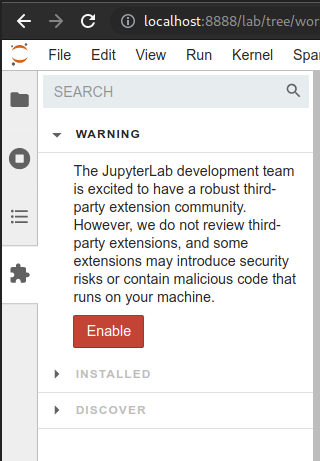 localhost:8888/lab/tree/wor
File Edit View Run Kernel Spar
SEARCH
WARNING
The JupyterLab development team
is excited to have a robust third-
party extension community.
However, we do not review third-
party extensions, and some
extensions may introduce security
risks or contain malicious code that
runs on your machine.
Enable
INSTALLED
DISCOVER